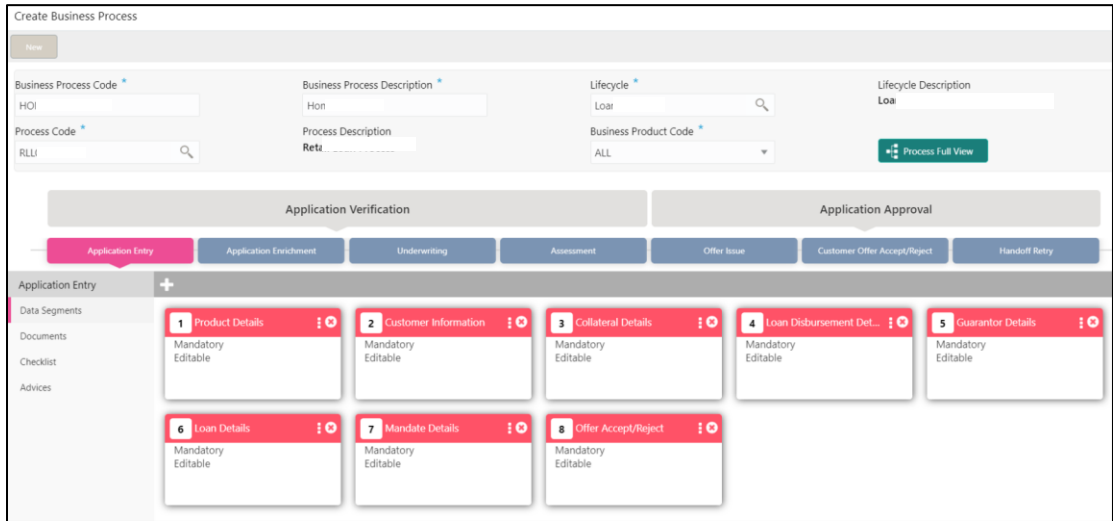 Create Business Process
New
Business Process Code * Business Process Description * Lifecycle * Lifecycle Description
HOI Hon Loar Loa
Process Code * Process Description Business Product Code *
RLL Reta ALL Process Full View
Application Verification Application Approval
Application Entry Application Enrichment Underwriting Assessment Offer Issue Customer Offer Accept/Reject Handoff Retry
Application Entry
Data Segments
Documents
Checklist
Advices
1 Product Details 2 Customer Information 3 Collateral Details 4 Loan Disbursement Det... 5 Guarantor Details
Mandatory Mandatory Mandatory Mandatory Mandatory
Editable Editable Editable Editable Editable
6 Loan Details 7 Mandate Details 8 Offer Accept/Reject
Mandatory Mandatory Mandatory
Editable Editable Editable